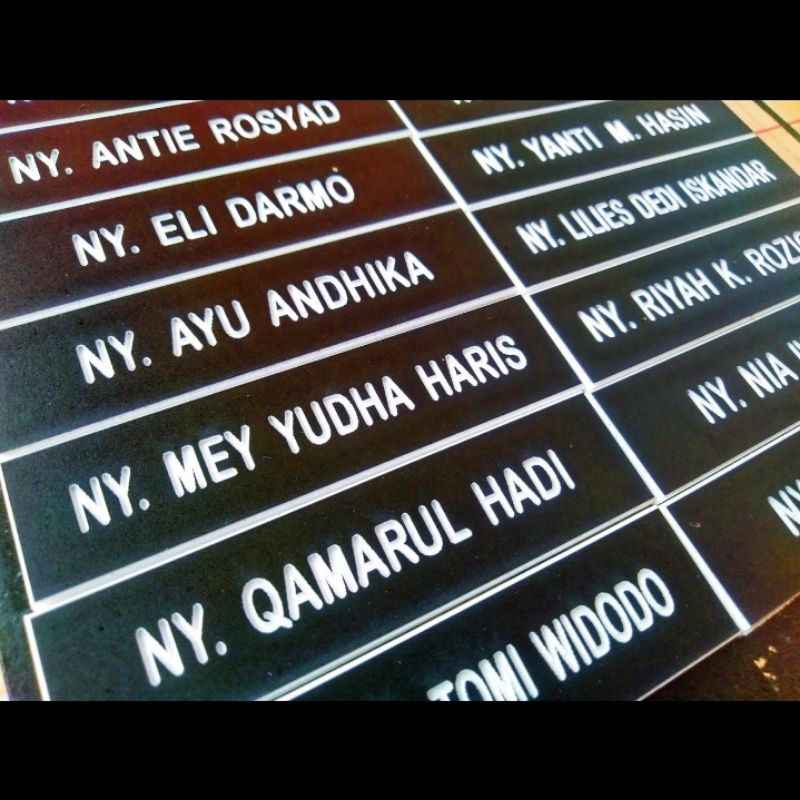 NY. ANTIE ROSYAD
NY. ELI DARMO
NY. AYU ANDHIKA
NY. MEY YUDHA HARIS
NY. QAMARUL HADI
TOMI WIDODO
NY. YANTI M. HASIN
NY. LILIES DEDI ISKANDAR
NY. RIYAH K.
NY. NIA
NY